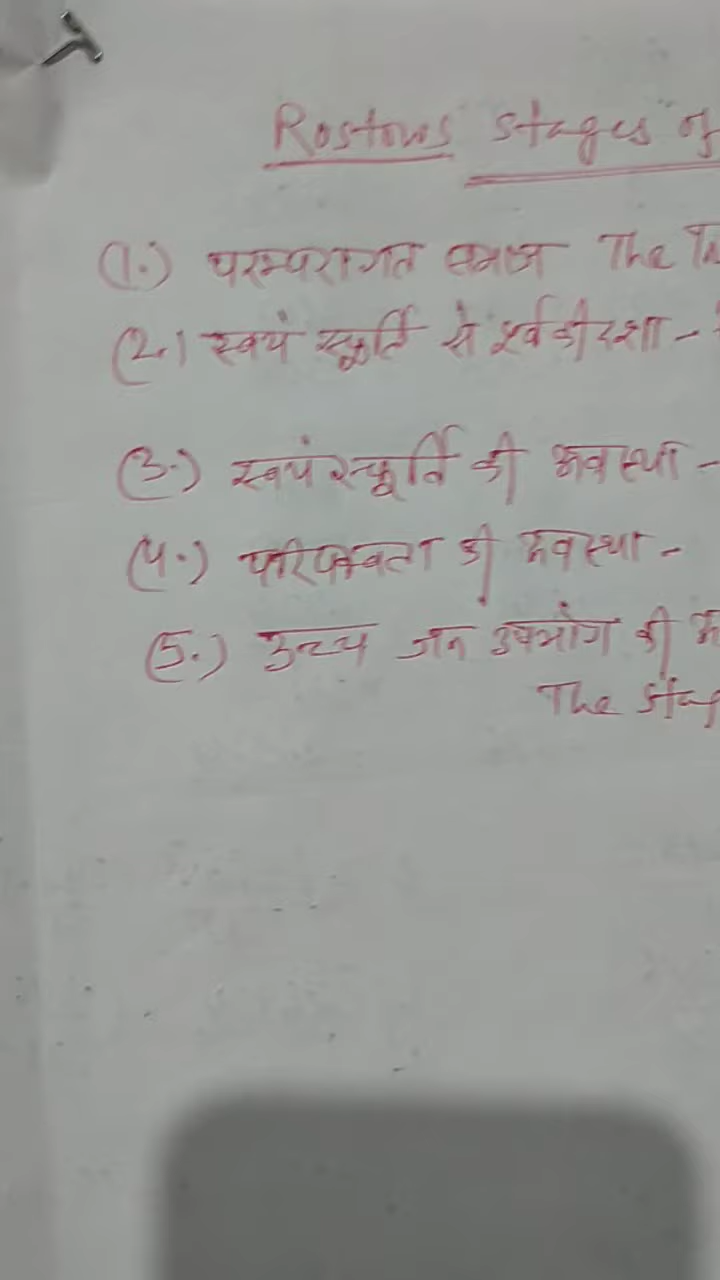 Rostows stages of
(1.) परम्परागत समाज The
(2.) स्वयं स्फूर्ति से पूर्व की दशा -
(3.) स्वयं स्फूर्ति की अवस्था -
(4.) परिपक्वता की अवस्था -
(5.) उच्च जन उपभोग की
The